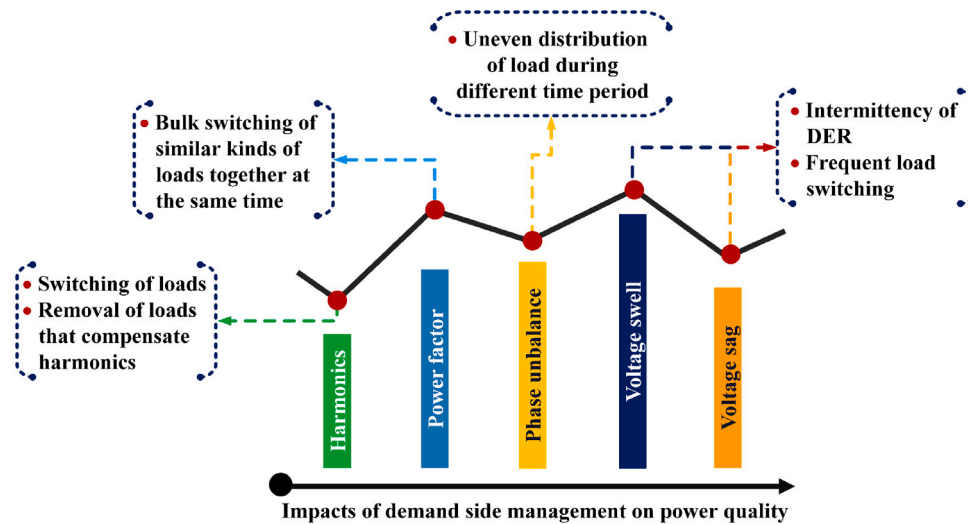 Uneven distribution
of load during
different time period
Bulk switching of
similar kinds of
loads together at
the same time
Intermittency of
DER
Frequent load
switching
Switching of loads
Removal of loads
that compensate
harmonics
Harmonics
Power factor
Phase unbalance
Voltage swell
Voltage sag
Impacts of demand side management on power quality